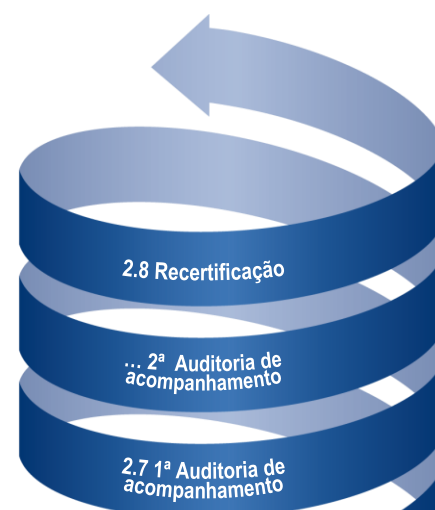 2.8 Recertificação
... 2ª Auditoria de
acompanhamento
2.7 1ª Auditoria de
acompanhamento